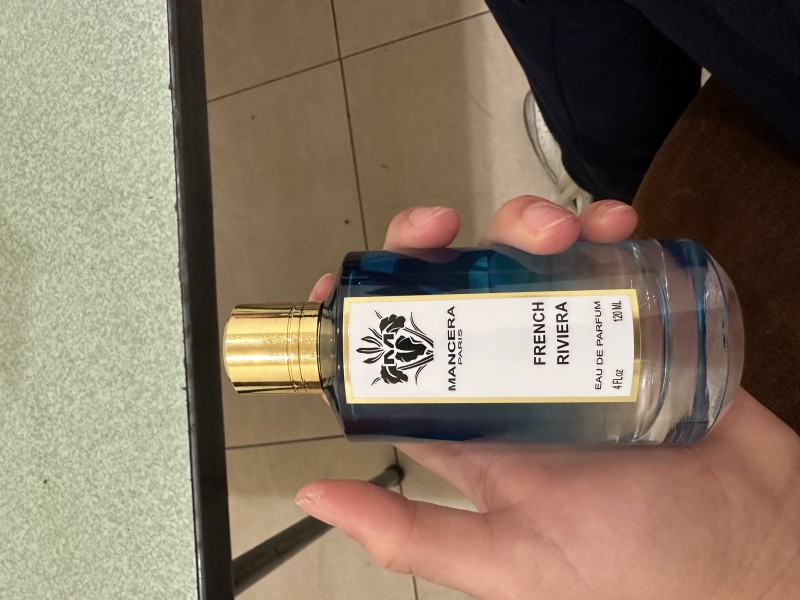 M
MANCERA
PARIS
FRENCH
RIVIERA
EAU DE PARFUM
4 Fl.oz 120 ML